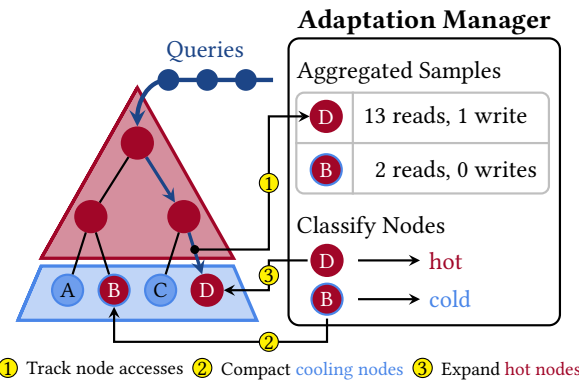 Adaptation Manager
Queries
Aggregated Samples
D 13 reads, 1 write
B 2 reads, 0 writes
1
Classify Nodes
D hot
3
B cold
A B C D
2
1 Track node accesses 2 Compact cooling nodes 3 Expand hot nodes